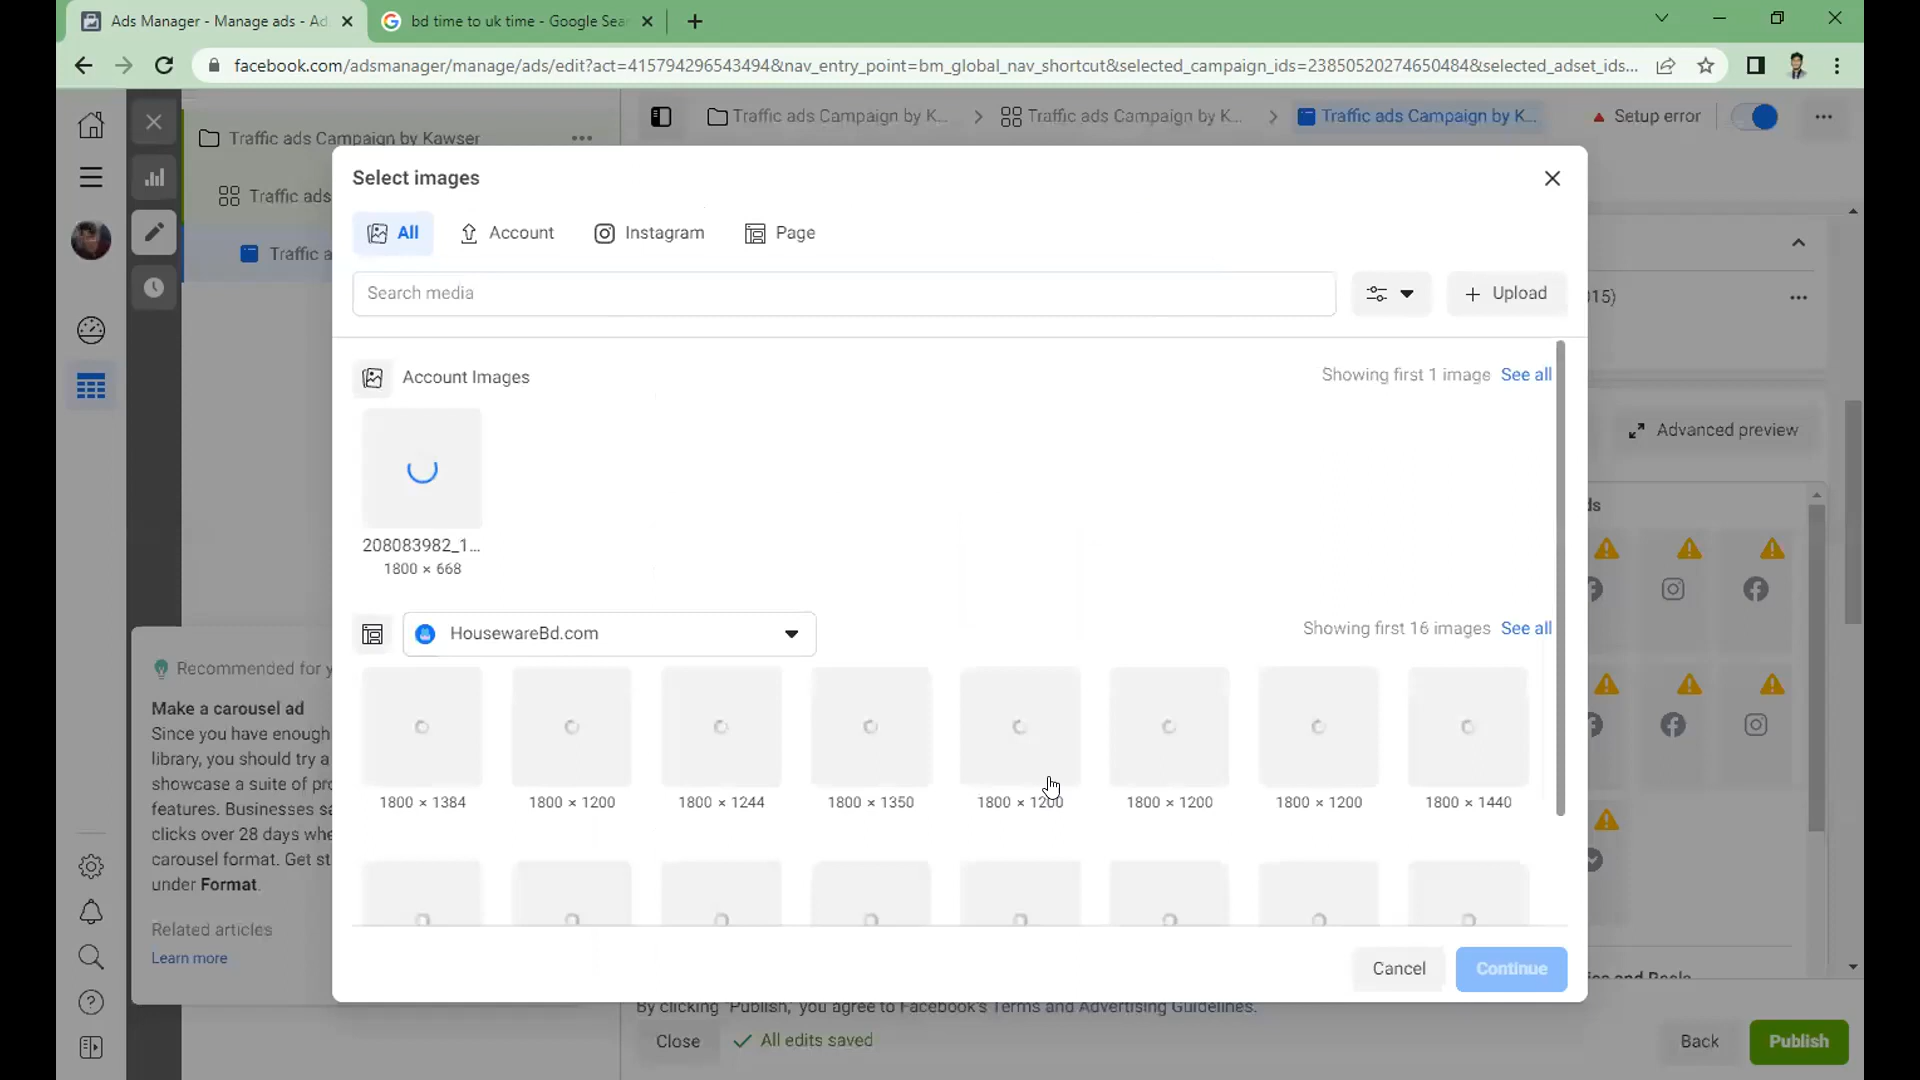 Ads Manager - Manage ads - Ad
bd time to uk time - Google Sea
facebook.com/adsmanager/manage/ads/edit?act=415794296543494&nav_entry_point=bm_global_nav_shortcut&selected_campaign_ids=23850520274650484&selected_adset_ids...
Traffic ads Campaign by Kawser
Traffic ads
Traffic a
Traffic ads Campaign by K...
Traffic ads Campaign by K...
Traffic ads Campaign by K...
Setup error
Select images
All
Account
Instagram
Page
Search media
Upload
Account Images
Showing first 1 image See all
208083982_1...
1800 × 668
HousewareBd.com
Showing first 16 images See all
1800 × 1384
1800 × 1200
1800 × 1244
1800 × 1350
1800 × 1200
1800 × 1200
1800 × 1200
1800 × 1440
Cancel
Continue
15)
Advanced preview
ds
Recommended for y
Make a carousel ad
Since you have enough
library, you should try a
showcase a suite of pro
features. Businesses sa
clicks over 28 days whe
carousel format. Get st
under Format.
Related articles
Learn more
By clicking "Publish," you agree to Facebook's Terms and Advertising Guidelines.
Close
All edits saved
Back
Publish